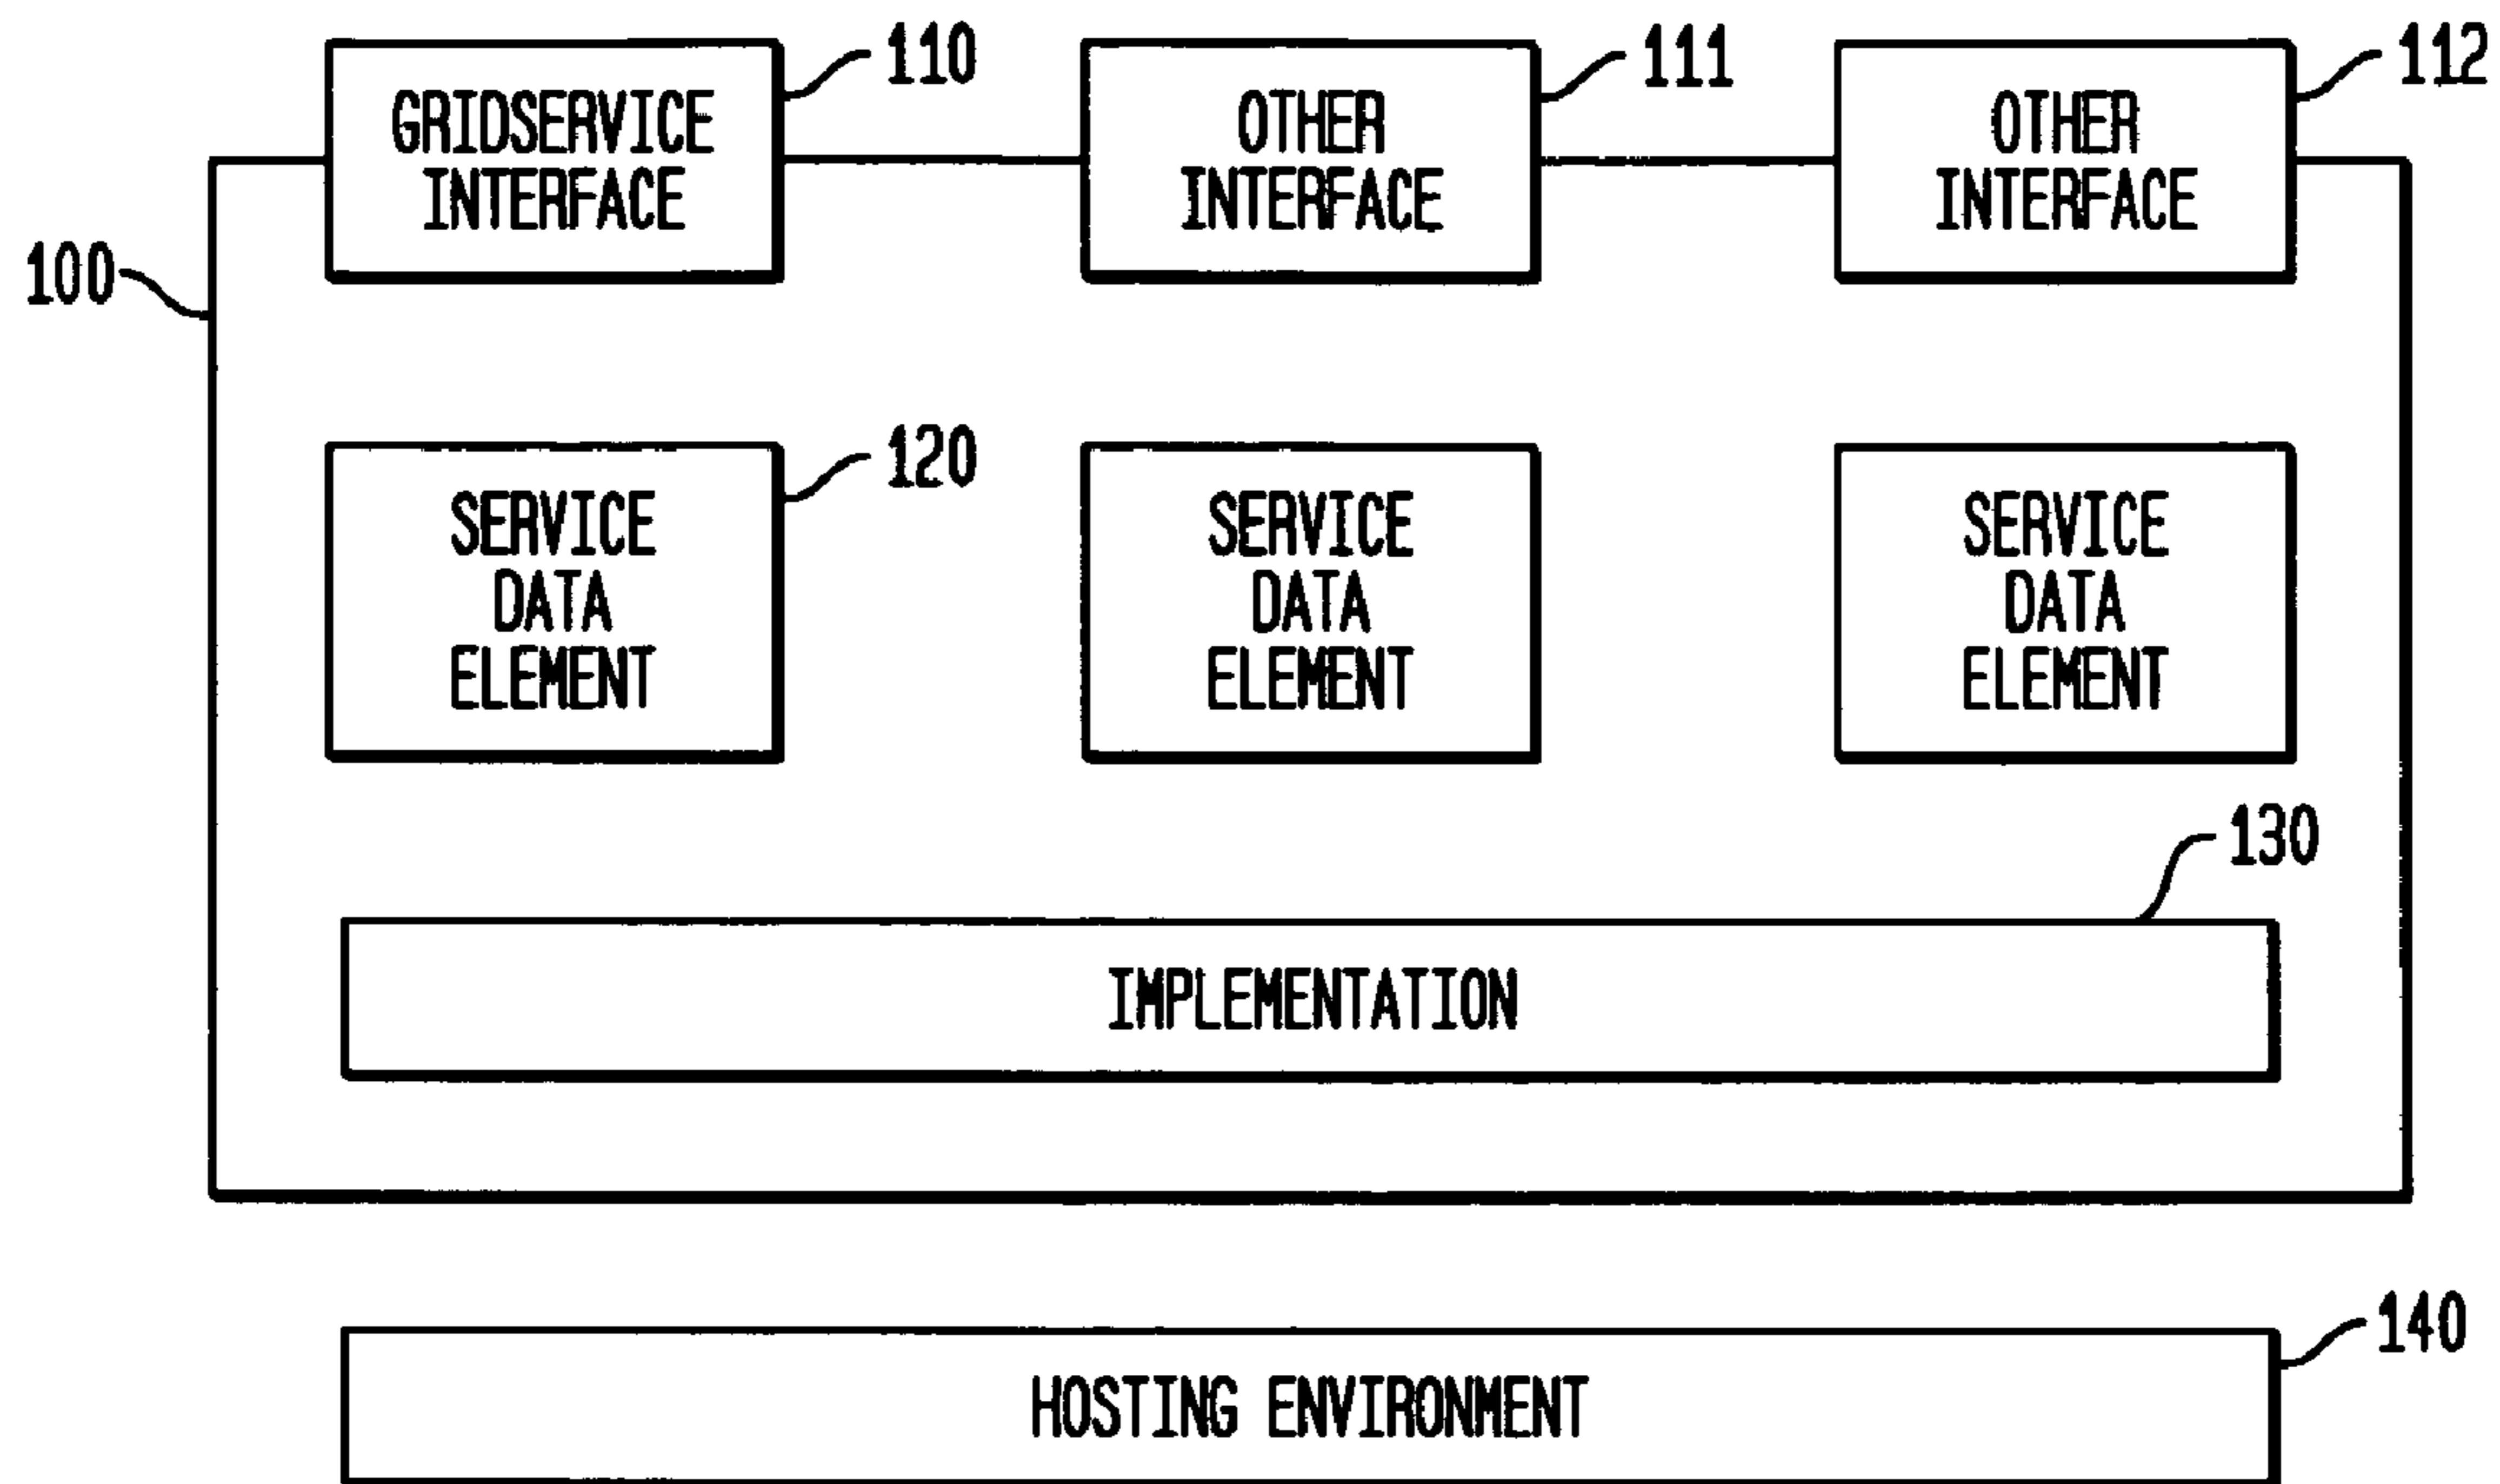 110
111
112
GRIDSERVICE
INTERFACE
OTHER
INTERFACE
OTHER
INTERFACE
100
120
SERVICE
DATA
ELEMENT
SERVICE
DATA
ELEMENT
SERVICE
DATA
ELEMENT
130
IMPLEMENTATION
140
HOSTING ENVIRONMENT